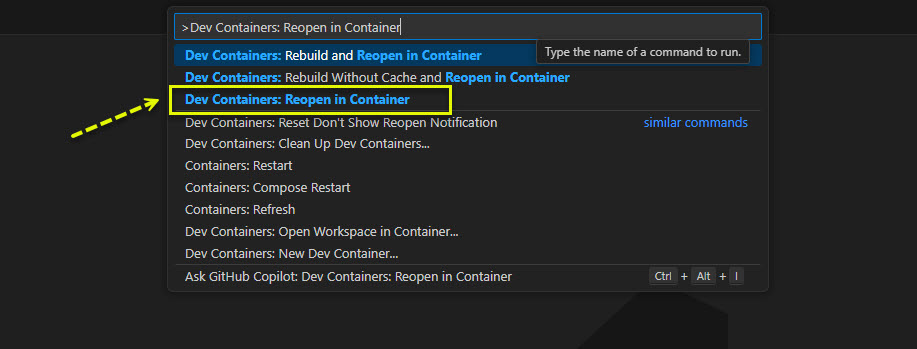 >Dev Containers: Reopen in Container
Type the name of a command to run.
Dev Containers: Rebuild and Reopen in Container
Dev Containers: Rebuild Without Cache and Reopen in Container
Dev Containers: Reopen in Container
Dev Containers: Reset Don't Show Reopen Notification similar commands
Dev Containers: Clean Up Dev Containers...
Containers: Restart
Containers: Compose Restart
Containers: Refresh
Dev Containers: Open Workspace in Container...
Dev Containers: New Dev Container...
Ask GitHub Copilot: Dev Containers: Reopen in Container Ctrl + Alt + I